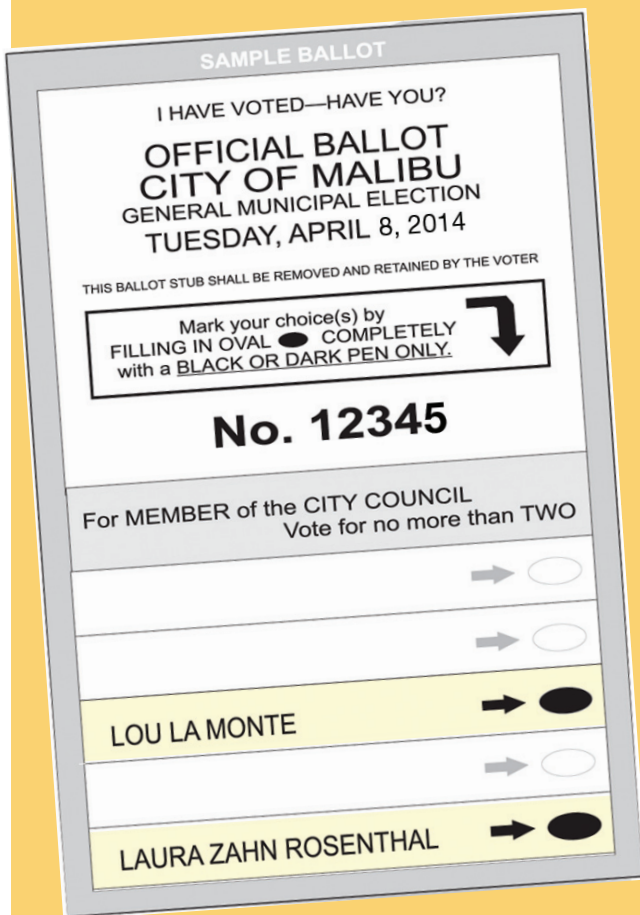 SAMPLE BALLOT
I HAVE VOTED—HAVE YOU?
OFFICIAL BALLOT
CITY OF MALIBU
GENERAL MUNICIPAL ELECTION
TUESDAY, APRIL 8, 2014
THIS BALLOT STUB SHALL BE REMOVED AND RETAINED BY THE VOTER
Mark your choice(s) by
FILLING IN OVAL COMPLETELY
with a BLACK OR DARK PEN ONLY.
No. 12345
For MEMBER of the CITY COUNCIL
Vote for no more than TWO
LOU LA MONTE
LAURA ZAHN ROSENTHAL